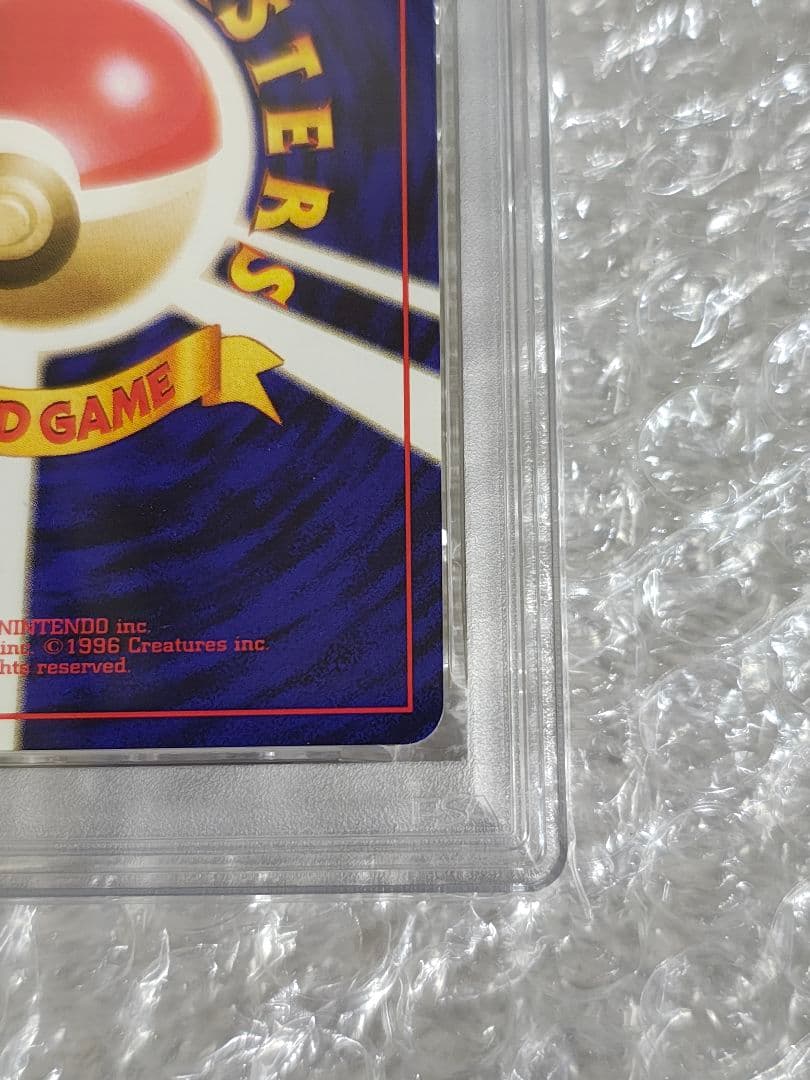 STERS
D GAME
NINTENDO inc.
inc. ©1996 Creatures inc.
hts reserved.
PSA